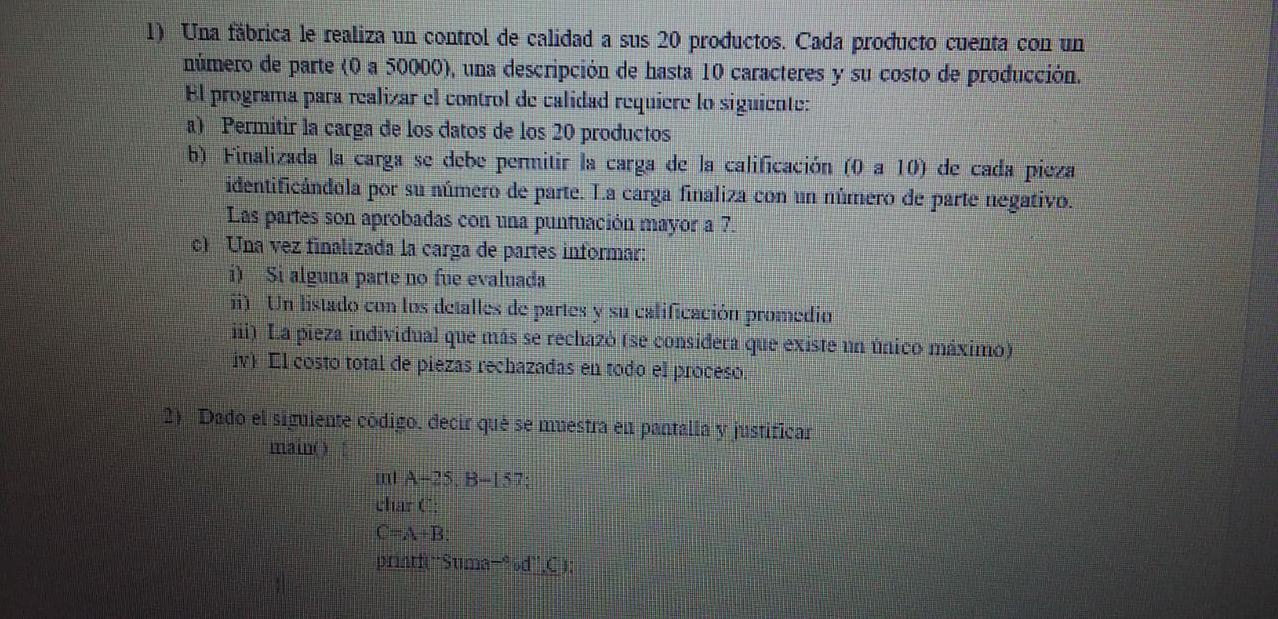 1) Una fábrica le realiza un control de calidad a sus 20 productos. Cada producto cuenta con un
número de parte (0 a 50000), una descripción de hasta 10 caracteres y su costo de producción.
El programa para realizar el control de calidad requiere lo siguiente:
a) Permitir la carga de los datos de los 20 productos
b) Finalizada la carga se debe permitir la carga de la calificación (0 a 10) de cada pieza
identificándola por su número de parte. La carga finaliza con un número de parte negativo.
Las partes son aprobadas con una puntuación mayor a 7.
c) Una vez finalizada la carga de partes informar:
i) Si alguna parte no fue evaluada
ii) Un listado con los detalles de partes y su calificación promedio
iii) La pieza individual que más se rechazó (se considera que existe un único máximo)
iv) El costo total de piezas rechazadas en todo el proceso.
2) Dado el siguiente código, decir qué se muestra en pantalla y justificar
main() {
int A=25, B=157;
char C;
C=A+B;
printf("Suma=%d",C);
}